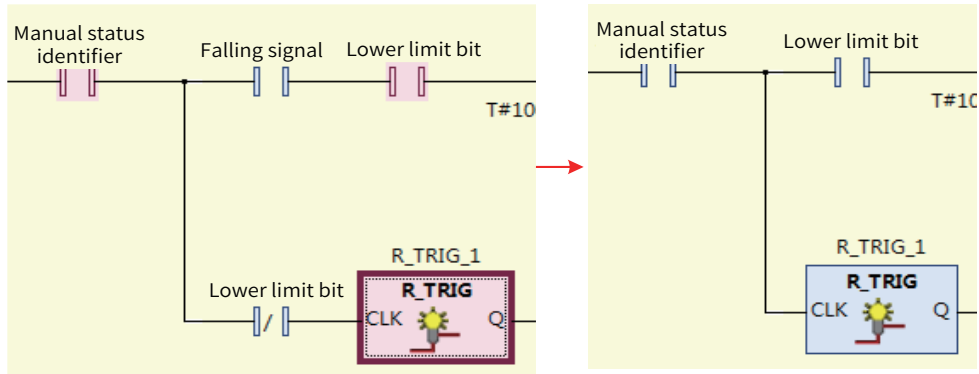 Manual status
identifier
Falling signal
Lower limit bit
T#10
R_TRIG_1
Lower limit bit
R_TRIG
CLK
Q
Manual status
identifier
Lower limit bit
T#10
R_TRIG_1
R_TRIG
CLK
Q